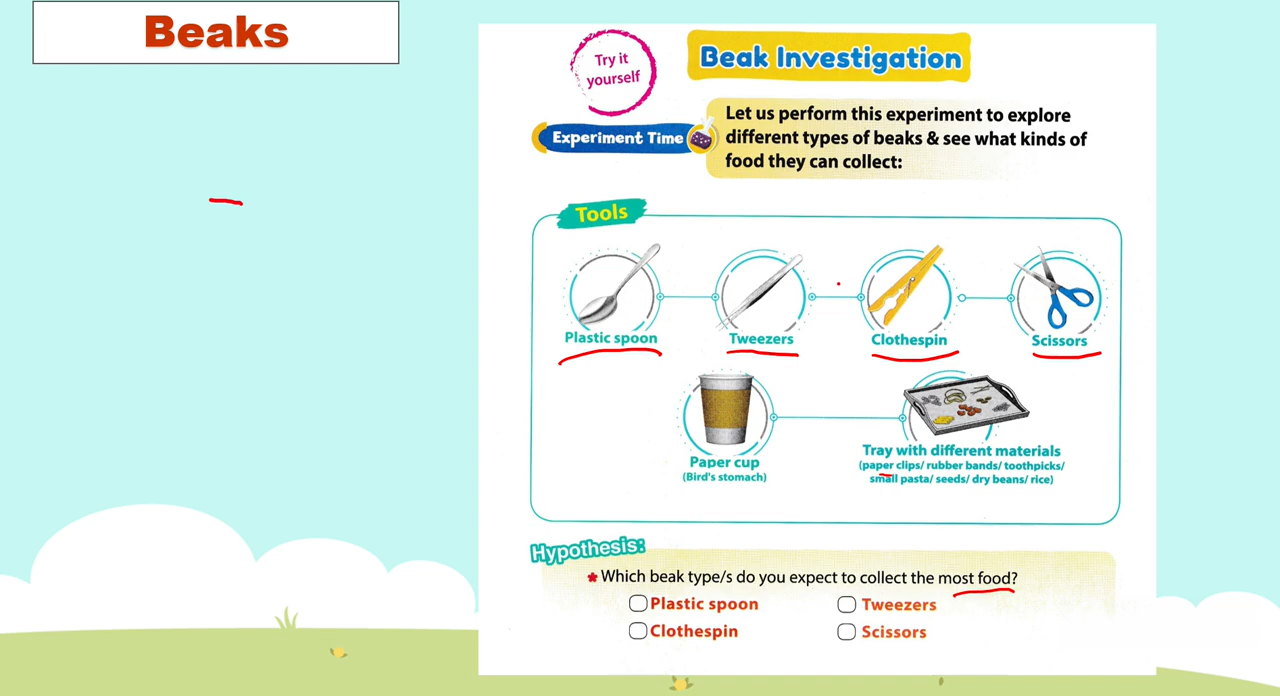 Beaks
Try it
yourself
Beak Investigation
Experiment Time
Let us perform this experiment to explore
different types of beaks & see what kinds of
food they can collect:
Tools
Plastic spoon
Tweezers
Clothespin
Scissors
Paper cup
(Bird's stomach)
Tray with different materials
(paper clips/ rubber bands/ toothpicks/
small pasta/ seeds/ dry beans/ rice)
Hypothesis:
* Which beak type/s do you expect to collect the most food?
Plastic spoon
Tweezers
Clothespin
Scissors